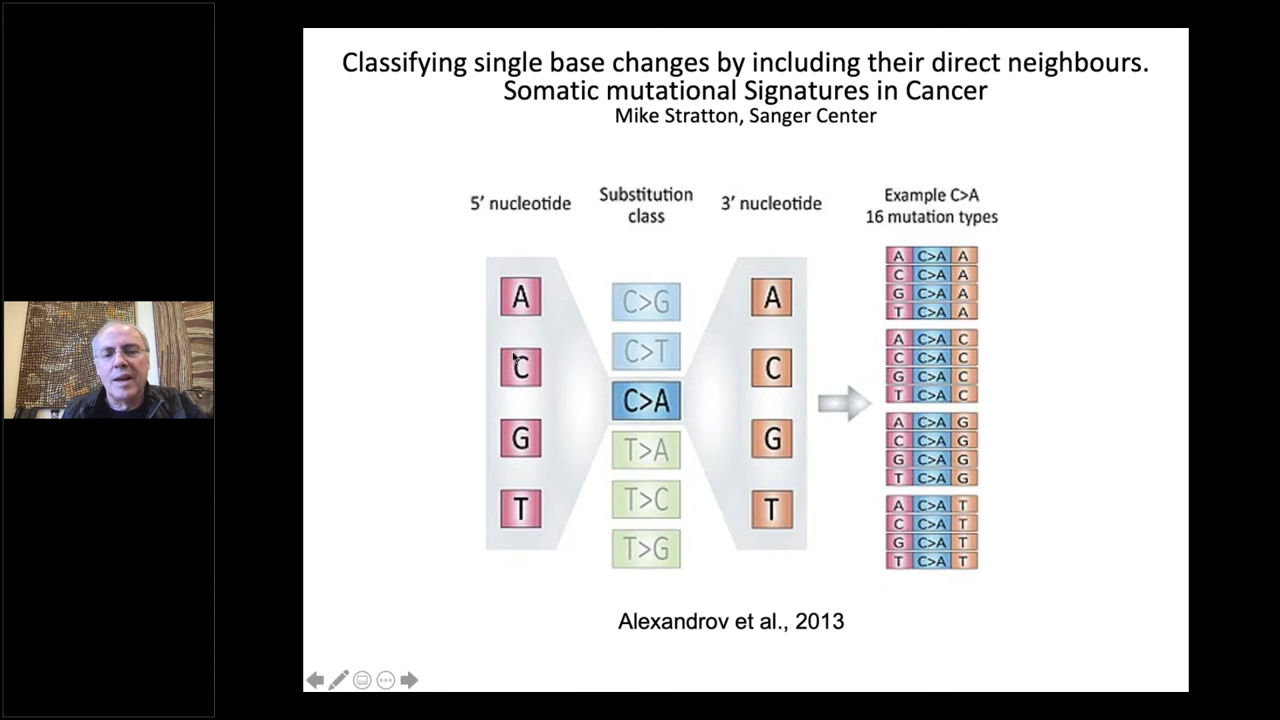 Classifying single base changes by including their direct neighbours.
Somatic mutational Signatures in Cancer
Mike Stratton, Sanger Center
5' nucleotide
Substitution
class
3' nucleotide
Example C>A
16 mutation types
A
C
G
T
C>G
C>T
C>A
T>A
T>C
T>G
A
C
G
T
A C>A A
C C>A A
G C>A A
T C>A A
A C>A C
C C>A C
G C>A C
T C>A C
A C>A G
C C>A G
G C>A G
T C>A G
A C>A T
C C>A T
G C>A T
T C>A T
Alexandrov et al., 2013